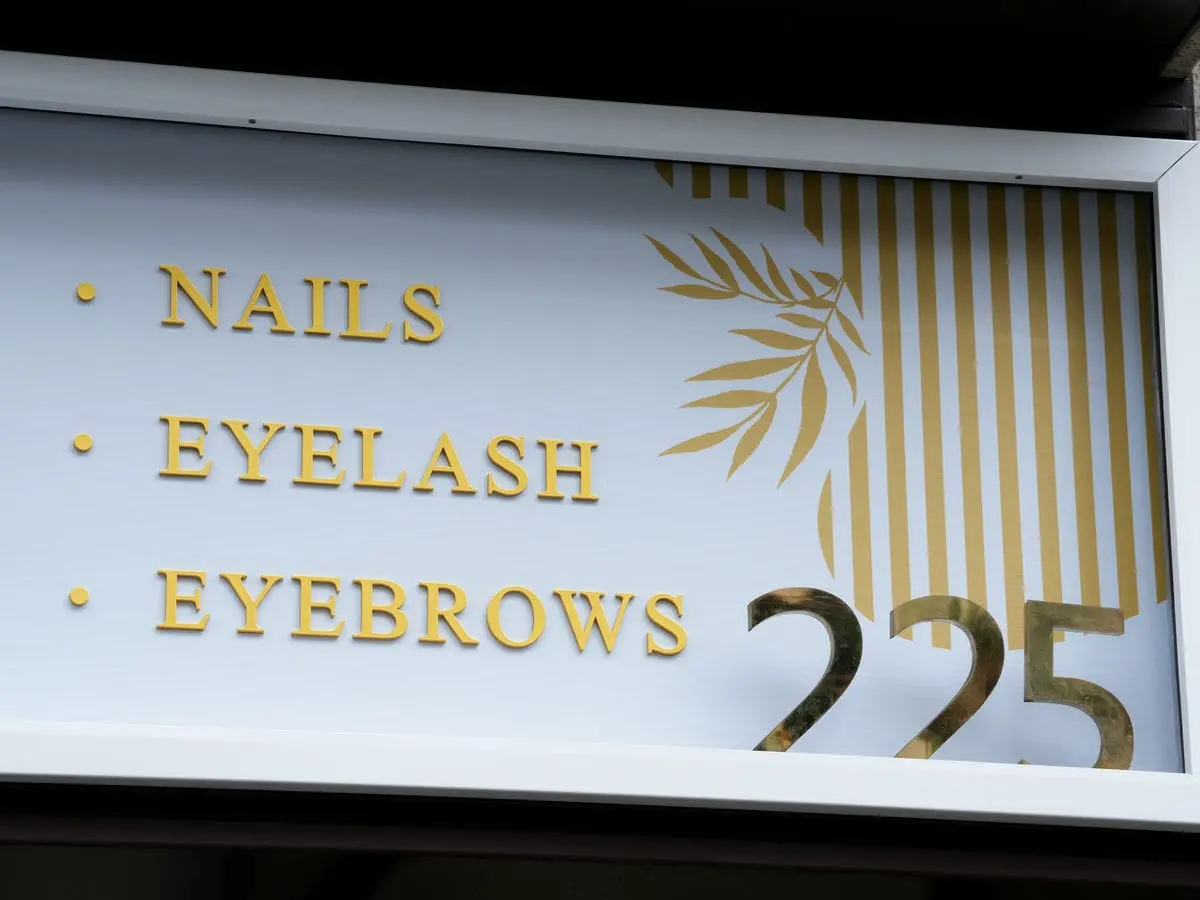 • NAILS
• EYELASH
• EYEBROWS
225